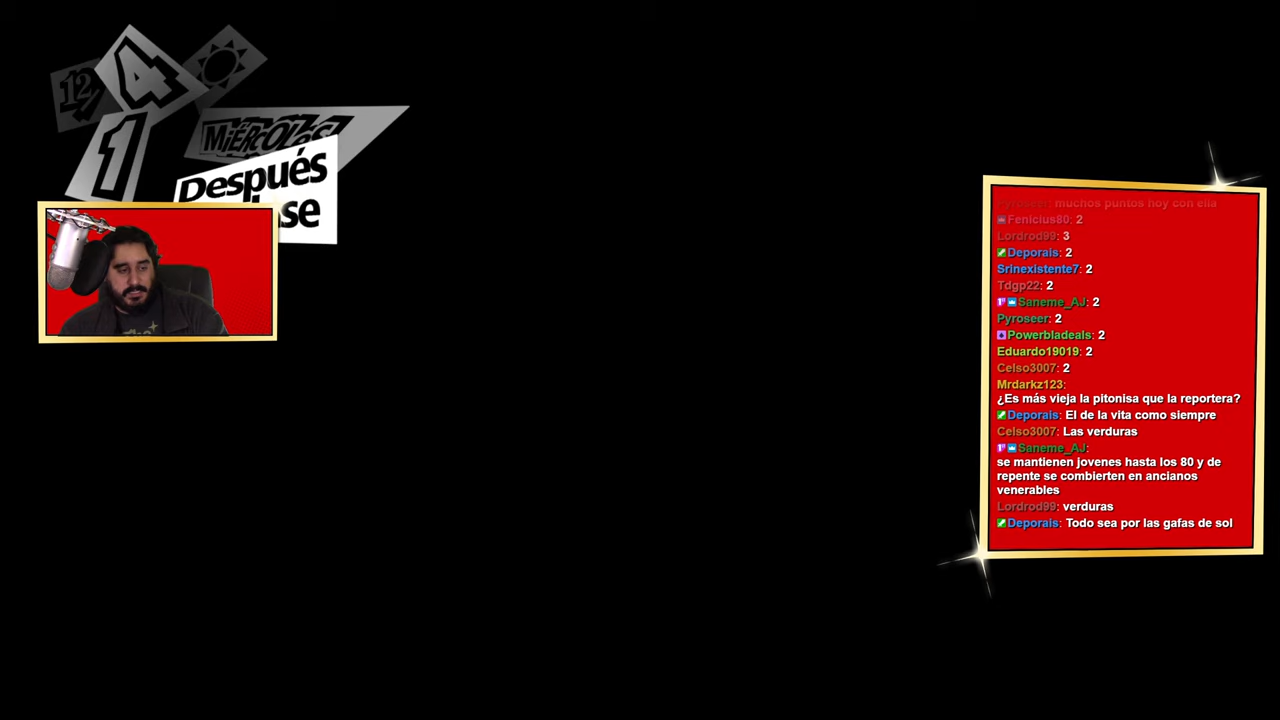 12/
4
1
MiÉRCOLES
Después
ase
Pyroseer: muchos puntos hoy con ella
Fenicius80: 2
Lordrod99: 3
Deporais: 2
Srinexistente7: 2
Tdgp22: 2
Saneme_AJ: 2
Pyroseer: 2
Powerbladeals: 2
Eduardo19019: 2
Celso3007: 2
Mrdarkz123:
¿Es más vieja la pitonisa que la reportera?
Deporais: El de la vita como siempre
Celso3007: Las verduras
Saneme_AJ:
se mantienen jovenes hasta los 80 y de
repente se combierten en ancianos
venerables
Lordrod99: verduras
Deporais: Todo sea por las gafas de sol